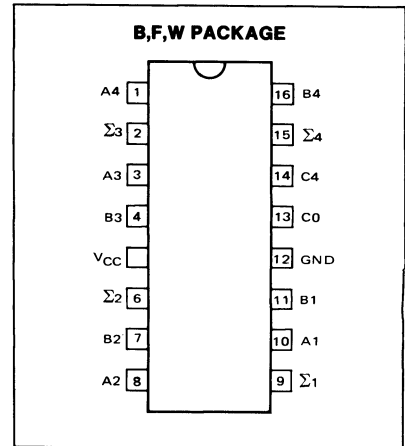 B,F,W PACKAGE
A4 1 16 B4
Σ3 2 15 Σ4
A3 3 14 C4
B3 4 13 C0
VCC 12 GND
Σ2 6 11 B1
B2 7 10 A1
A2 8 9 Σ1